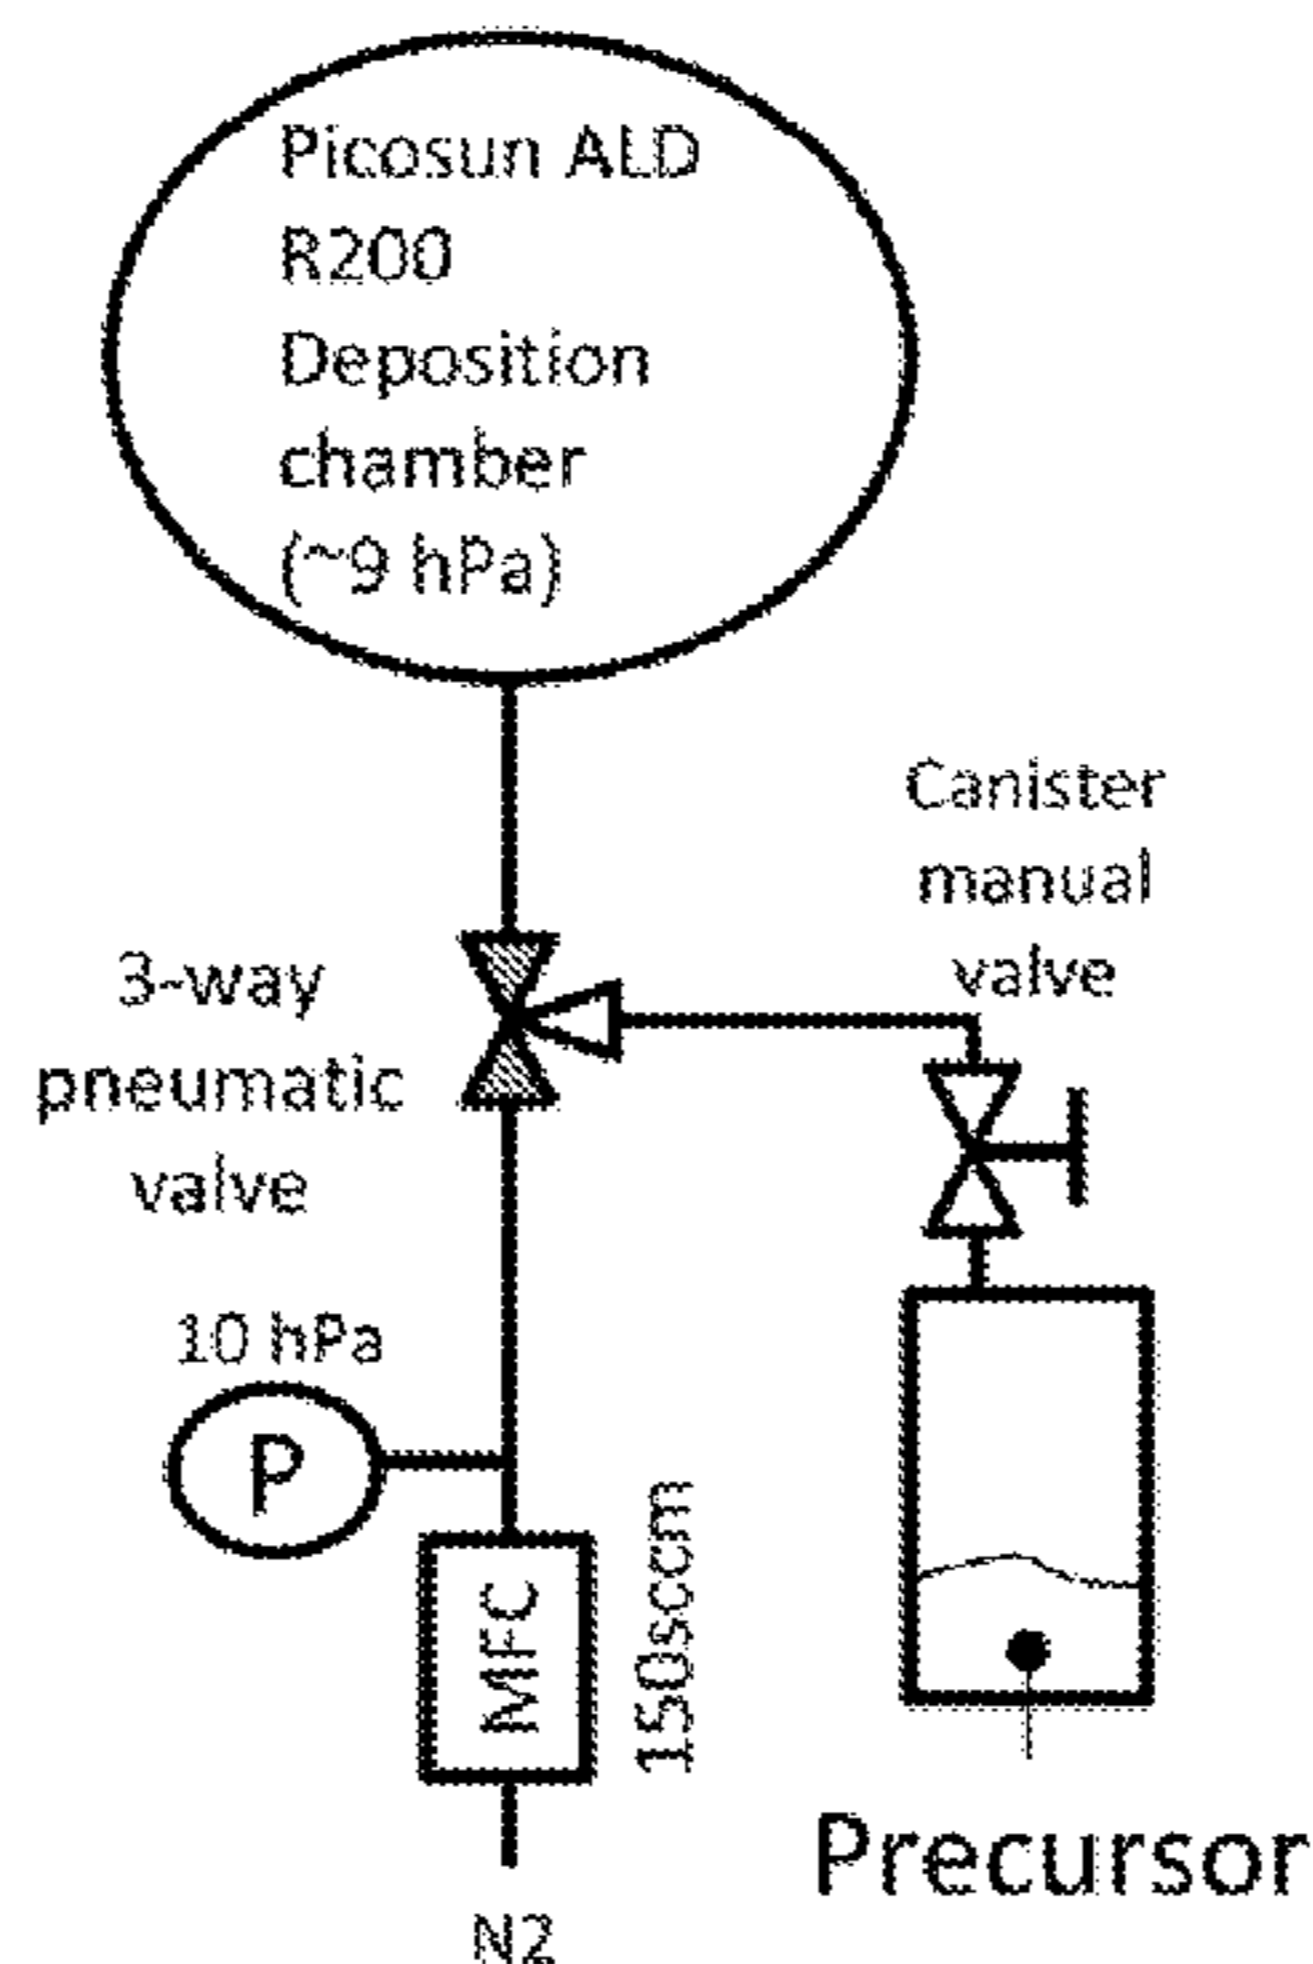 Picosun ALD
R200
Deposition
chamber
(~9 hPa)
Canister
manual
valve
3-way
pneumatic
valve
10 hPa
P
MFC
150sccm
Precursor
N2